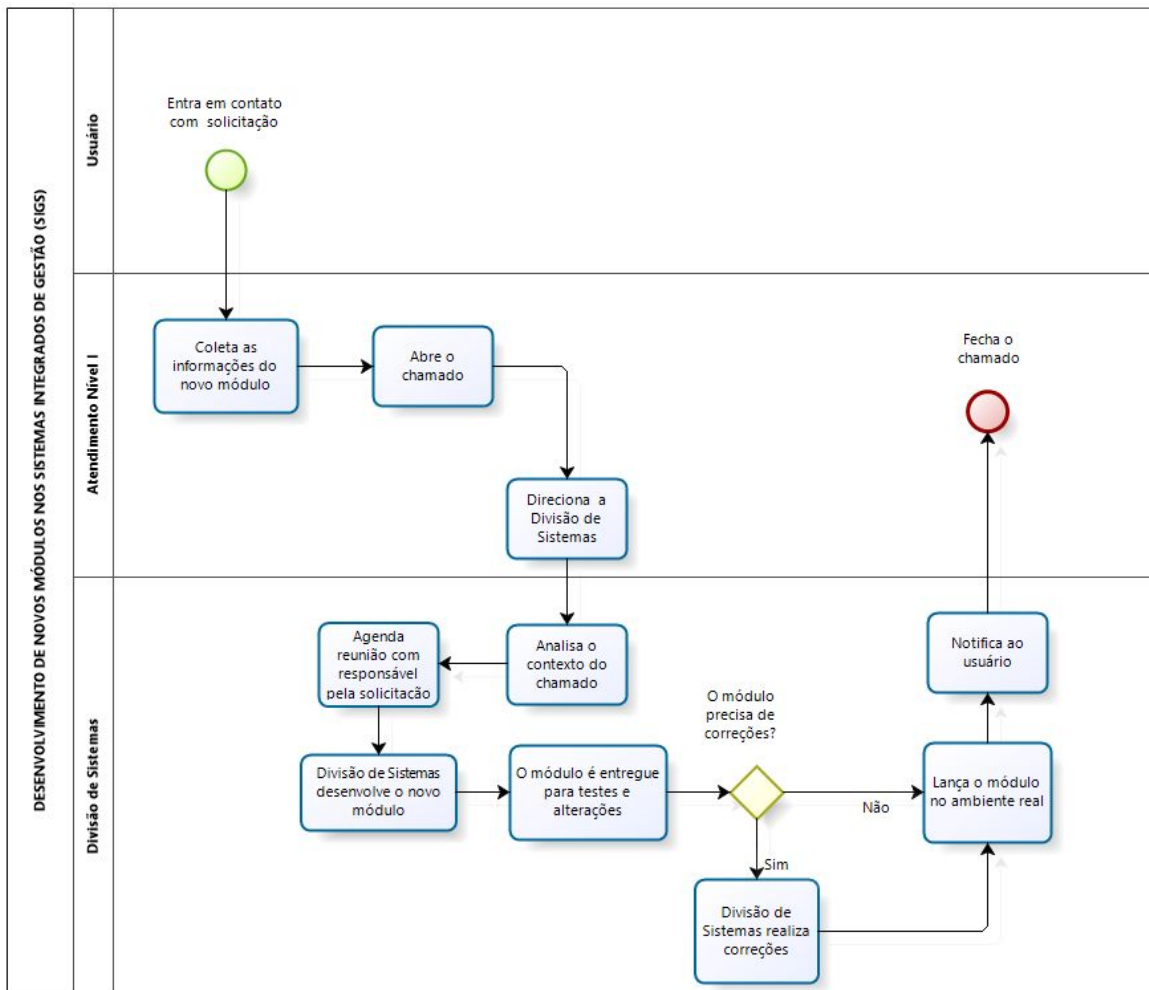 DESENVOLVIMENTO DE NOVOS MÓDULOS NOS SISTEMAS INTEGRADOS DE GESTÃO (SIGS)
Usuário
Entra em contato
com solicitação
Atendimento Nível I
Coleta as
informações do
novo módulo
Abre o
chamado
Direciona a
Divisão de
Sistemas
Fecha o
chamado
Divisão de Sistemas
Analisa o
contexto do
chamado
Agenda
reunião com
responsável
pela solicitação
Divisão de Sistemas
desenvolve o novo
módulo
O módulo é entregue
para testes e
alterações
O módulo
precisa de
correções?
Não
Sim
Divisão de
Sistemas realiza
correções
Lança o módulo
no ambiente real
Notifica ao
usuário